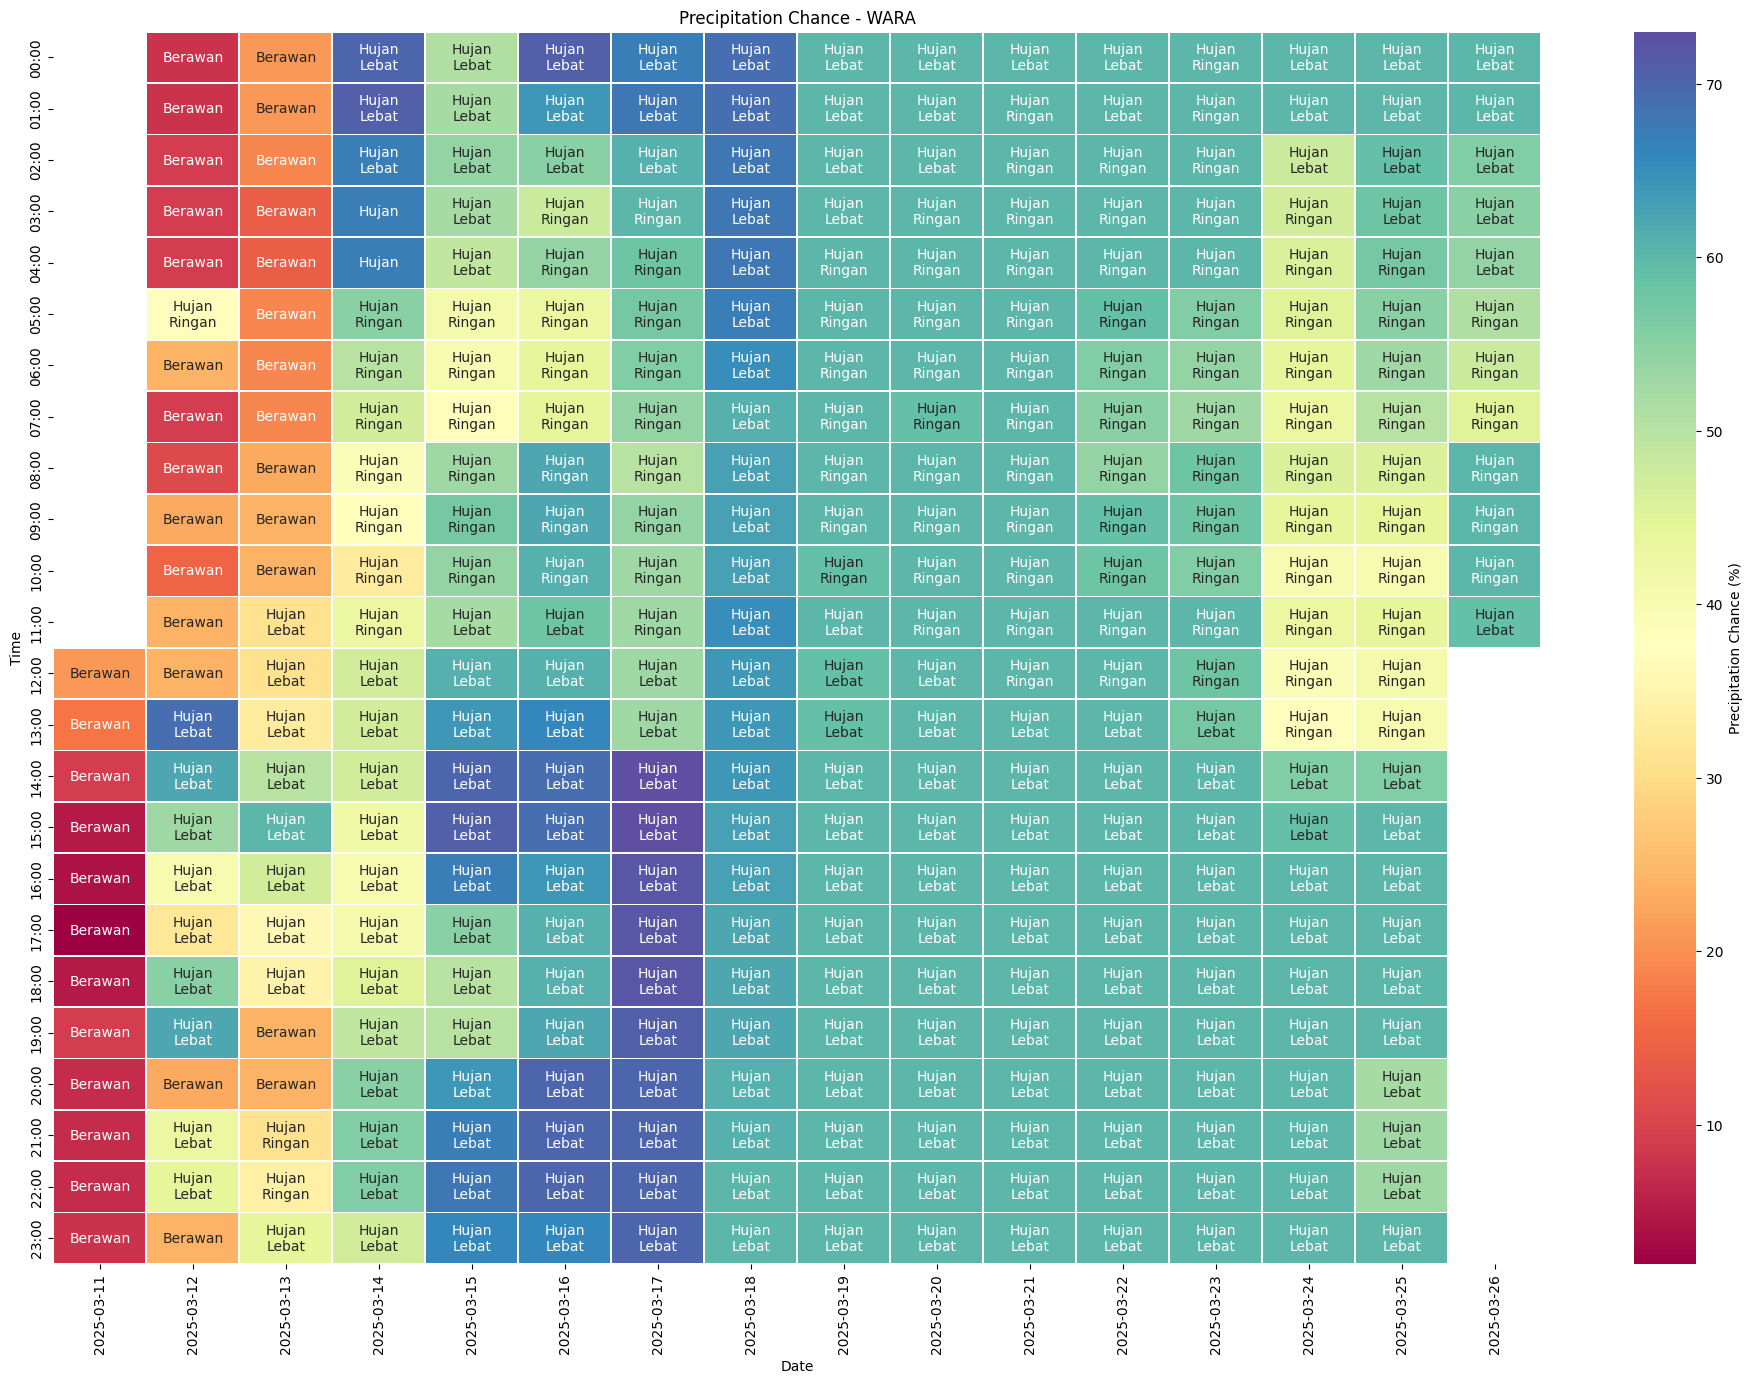 Precipitation Chance - WARA
00:00 Berawan Berawan Hujan Lebat Hujan Lebat Hujan Lebat Hujan Lebat Hujan Lebat Hujan Lebat Hujan Lebat Hujan Lebat Hujan Lebat Hujan Ringan Hujan Lebat Hujan Lebat Hujan Lebat
01:00 Berawan Berawan Hujan Lebat Hujan Lebat Hujan Lebat Hujan Lebat Hujan Lebat Hujan Lebat Hujan Lebat Hujan Ringan Hujan Lebat Hujan Ringan Hujan Lebat Hujan Lebat Hujan Lebat
02:00 Berawan Berawan Hujan Lebat Hujan Lebat Hujan Lebat Hujan Lebat Hujan Lebat Hujan Lebat Hujan Lebat Hujan Ringan Hujan Ringan Hujan Ringan Hujan Lebat Hujan Lebat Hujan Lebat
03:00 Berawan Berawan Hujan Hujan Lebat Hujan Ringan Hujan Ringan Hujan Lebat Hujan Lebat Hujan Ringan Hujan Ringan Hujan Ringan Hujan Ringan Hujan Ringan Hujan Lebat Hujan Lebat
04:00 Berawan Berawan Hujan Hujan Lebat Hujan Ringan Hujan Ringan Hujan Lebat Hujan Ringan Hujan Ringan Hujan Ringan Hujan Ringan Hujan Ringan Hujan Ringan Hujan Ringan Hujan Lebat
05:00 Hujan Ringan Berawan Hujan Ringan Hujan Ringan Hujan Ringan Hujan Ringan Hujan Lebat Hujan Ringan Hujan Ringan Hujan Ringan Hujan Ringan Hujan Ringan Hujan Ringan Hujan Ringan Hujan Ringan
06:00 Berawan Berawan Hujan Ringan Hujan Ringan Hujan Ringan Hujan Ringan Hujan Lebat Hujan Ringan Hujan Ringan Hujan Ringan Hujan Ringan Hujan Ringan Hujan Ringan Hujan Ringan Hujan Ringan
07:00 Berawan Berawan Hujan Ringan Hujan Ringan Hujan Ringan Hujan Ringan Hujan Lebat Hujan Ringan Hujan Ringan Hujan Ringan Hujan Ringan Hujan Ringan Hujan Ringan Hujan Ringan Hujan Ringan
08:00 Berawan Berawan Hujan Ringan Hujan Ringan Hujan Ringan Hujan Ringan Hujan Lebat Hujan Ringan Hujan Ringan Hujan Ringan Hujan Ringan Hujan Ringan Hujan Ringan Hujan Ringan Hujan Ringan
09:00 Berawan Berawan Hujan Ringan Hujan Ringan Hujan Ringan Hujan Ringan Hujan Lebat Hujan Ringan Hujan Ringan Hujan Ringan Hujan Ringan Hujan Ringan Hujan Ringan Hujan Ringan Hujan Ringan
10:00 Berawan Berawan Hujan Ringan Hujan Ringan Hujan Ringan Hujan Ringan Hujan Lebat Hujan Ringan Hujan Ringan Hujan Ringan Hujan Ringan Hujan Ringan Hujan Ringan Hujan Ringan Hujan Ringan
11:00 Berawan Hujan Lebat Hujan Ringan Hujan Lebat Hujan Lebat Hujan Ringan Hujan Lebat Hujan Lebat Hujan Ringan Hujan Ringan Hujan Ringan Hujan Ringan Hujan Ringan Hujan Ringan Hujan Lebat
12:00 Berawan Berawan Hujan Lebat Hujan Lebat Hujan Lebat Hujan Lebat Hujan Lebat Hujan Lebat Hujan Lebat Hujan Lebat Hujan Ringan Hujan Ringan Hujan Ringan Hujan Ringan Hujan Ringan
13:00 Berawan Hujan Lebat Hujan Lebat Hujan Lebat Hujan Lebat Hujan Lebat Hujan Lebat Hujan Lebat Hujan Lebat Hujan Lebat Hujan Lebat Hujan Lebat Hujan Lebat Hujan Ringan Hujan Ringan
14:00 Berawan Hujan Lebat Hujan Lebat Hujan Lebat Hujan Lebat Hujan Lebat Hujan Lebat Hujan Lebat Hujan Lebat Hujan Lebat Hujan Lebat Hujan Lebat Hujan Lebat Hujan Lebat Hujan Lebat
15:00 Berawan Hujan Lebat Hujan Lebat Hujan Lebat Hujan Lebat Hujan Lebat Hujan Lebat Hujan Lebat Hujan Lebat Hujan Lebat Hujan Lebat Hujan Lebat Hujan Lebat Hujan Lebat Hujan Lebat
16:00 Berawan Hujan Lebat Hujan Lebat Hujan Lebat Hujan Lebat Hujan Lebat Hujan Lebat Hujan Lebat Hujan Lebat Hujan Lebat Hujan Lebat Hujan Lebat Hujan Lebat Hujan Lebat Hujan Lebat
17:00 Berawan Hujan Lebat Hujan Lebat Hujan Lebat Hujan Lebat Hujan Lebat Hujan Lebat Hujan Lebat Hujan Lebat Hujan Lebat Hujan Lebat Hujan Lebat Hujan Lebat Hujan Lebat Hujan Lebat
18:00 Berawan Hujan Lebat Hujan Lebat Hujan Lebat Hujan Lebat Hujan Lebat Hujan Lebat Hujan Lebat Hujan Lebat Hujan Lebat Hujan Lebat Hujan Lebat Hujan Lebat Hujan Lebat Hujan Lebat
19:00 Berawan Hujan Lebat Berawan Hujan Lebat Hujan Lebat Hujan Lebat Hujan Lebat Hujan Lebat Hujan Lebat Hujan Lebat Hujan Lebat Hujan Lebat Hujan Lebat Hujan Lebat Hujan Lebat
20:00 Berawan Berawan Berawan Hujan Lebat Hujan Lebat Hujan Lebat Hujan Lebat Hujan Lebat Hujan Lebat Hujan Lebat Hujan Lebat Hujan Lebat Hujan Lebat Hujan Lebat Hujan Lebat
21:00 Berawan Hujan Lebat Hujan Ringan Hujan Lebat Hujan Lebat Hujan Lebat Hujan Lebat Hujan Lebat Hujan Lebat Hujan Lebat Hujan Lebat Hujan Lebat Hujan Lebat Hujan Lebat Hujan Lebat
22:00 Berawan Hujan Lebat Hujan Ringan Hujan Lebat Hujan Lebat Hujan Lebat Hujan Lebat Hujan Lebat Hujan Lebat Hujan Lebat Hujan Lebat Hujan Lebat Hujan Lebat Hujan Lebat Hujan Lebat
23:00 Berawan Berawan Hujan Lebat Hujan Lebat Hujan Lebat Hujan Lebat Hujan Lebat Hujan Lebat Hujan Lebat Hujan Lebat Hujan Lebat Hujan Lebat Hujan Lebat Hujan Lebat Hujan Lebat
Time
2025-03-11 2025-03-12 2025-03-13 2025-03-14 2025-03-15 2025-03-16 2025-03-17 2025-03-18 2025-03-19 2025-03-20 2025-03-21 2025-03-22 2025-03-23 2025-03-24 2025-03-25 2025-03-26
Date
70
60
50
40
30
20
10
Precipitation Chance (%)